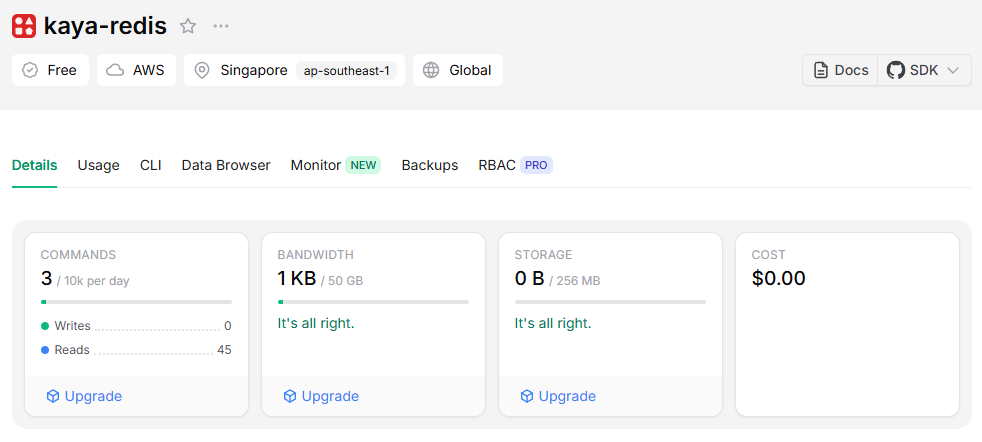 kaya-redis
Free AWS Singapore ap-southeast-1 Global Docs SDK
Details Usage CLI Data Browser Monitor NEW Backups RBAC PRO
COMMANDS
3 / 10k per day
Writes 0
Reads 45
Upgrade
BANDWIDTH
1 KB / 50 GB
It's all right.
Upgrade
STORAGE
0 B / 256 MB
It's all right.
Upgrade
COST
$0.00